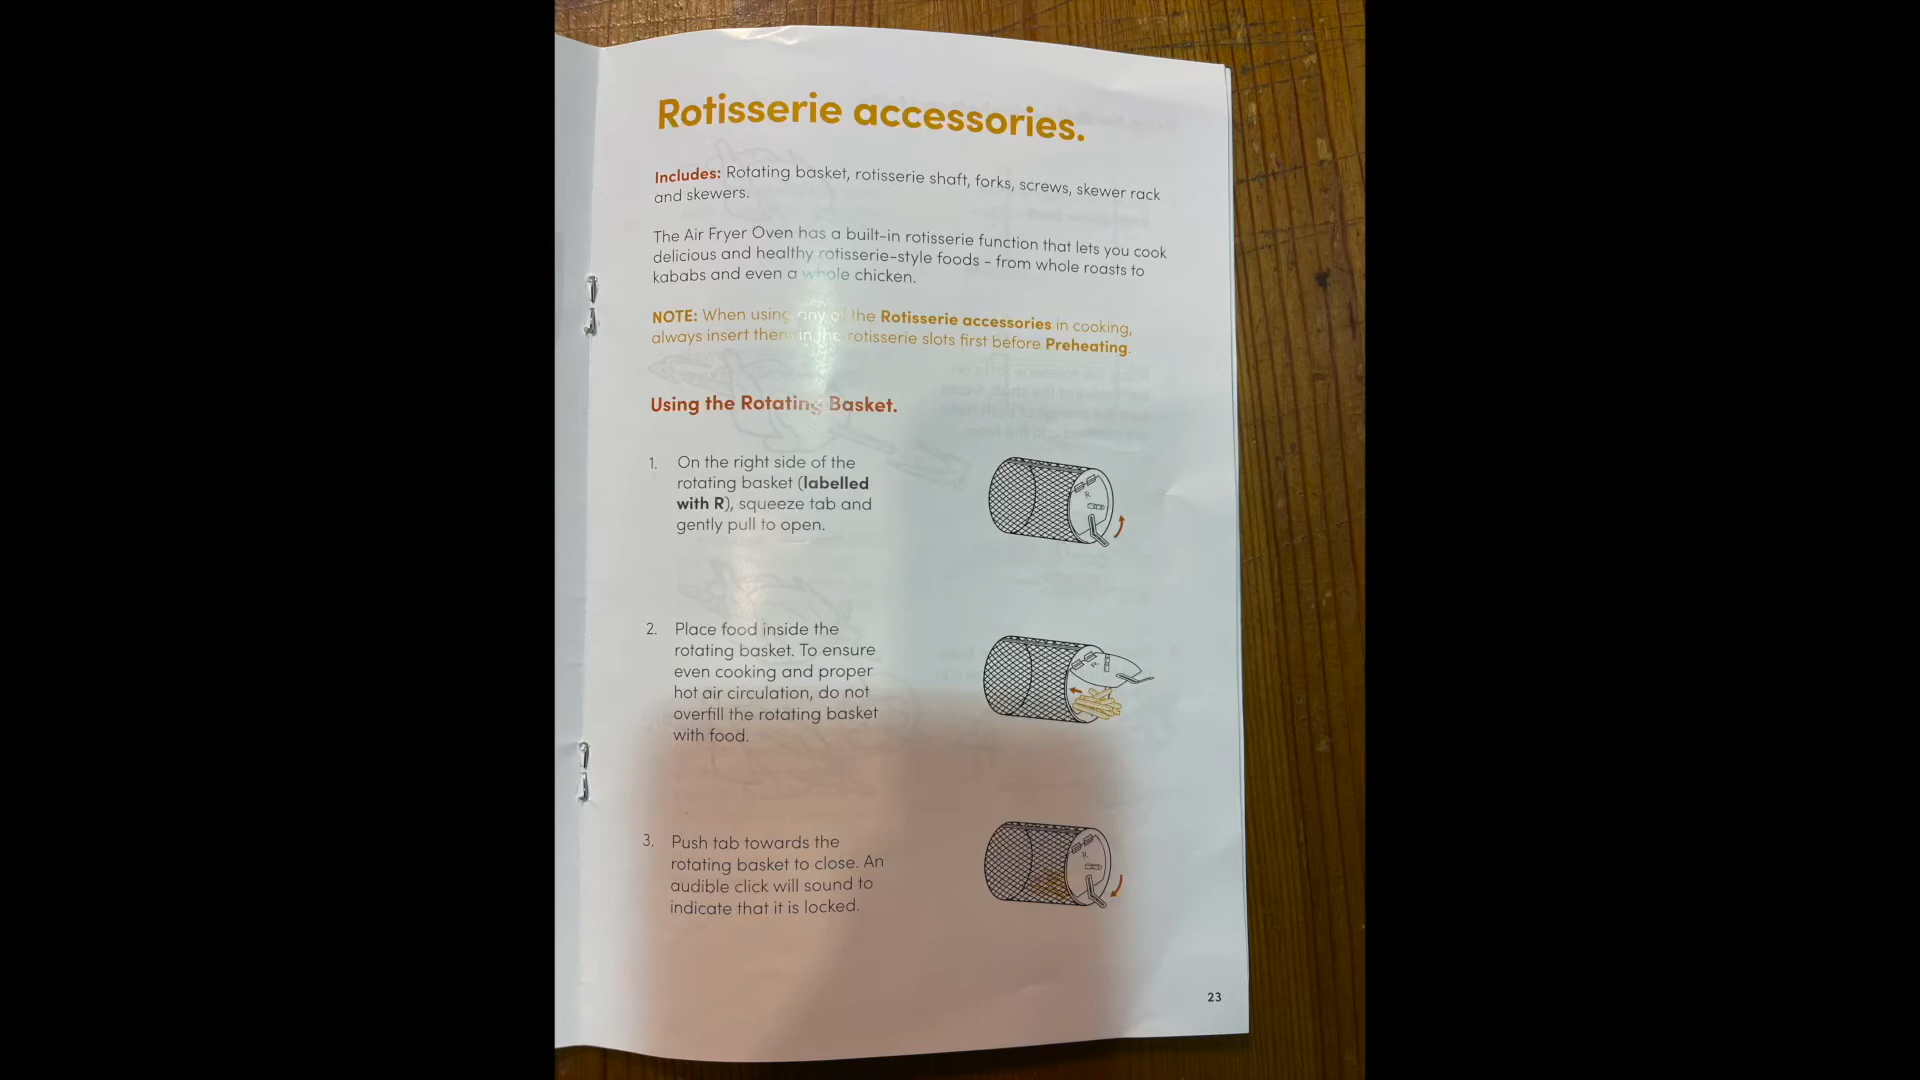 Rotisserie accessories.
Includes: Rotating basket, rotisserie shaft, forks, screws, skewer rack
and skewers.
The Air Fryer Oven has a built-in rotisserie function that lets you cook
delicious and healthy rotisserie-style foods - from whole roasts to
kababs and even a whole chicken.
NOTE: When using any of the Rotisserie accessories in cooking,
always insert them in the rotisserie slots first before Preheating.
Using the Rotating Basket.
1. On the right side of the
rotating basket (labelled
with R), squeeze tab and
gently pull to open.
R
2. Place food inside the
rotating basket. To ensure
even cooking and proper
hot air circulation, do not
overfill the rotating basket
with food.
R
3. Push tab towards the
rotating basket to close. An
audible click will sound to
indicate that it is locked.
R
23